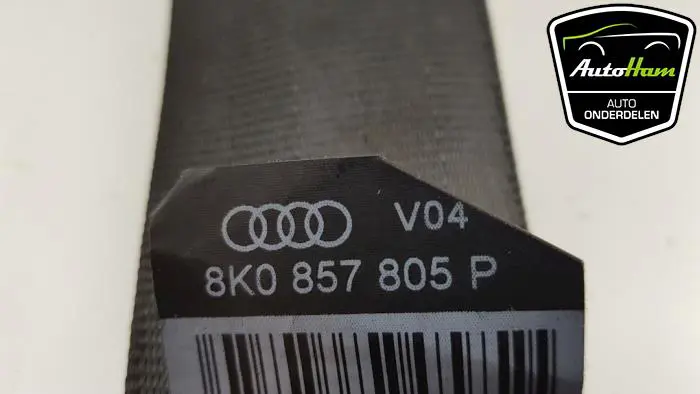 AutoHam
AUTO
ONDERDELEN
V04
8K0 857 805 P